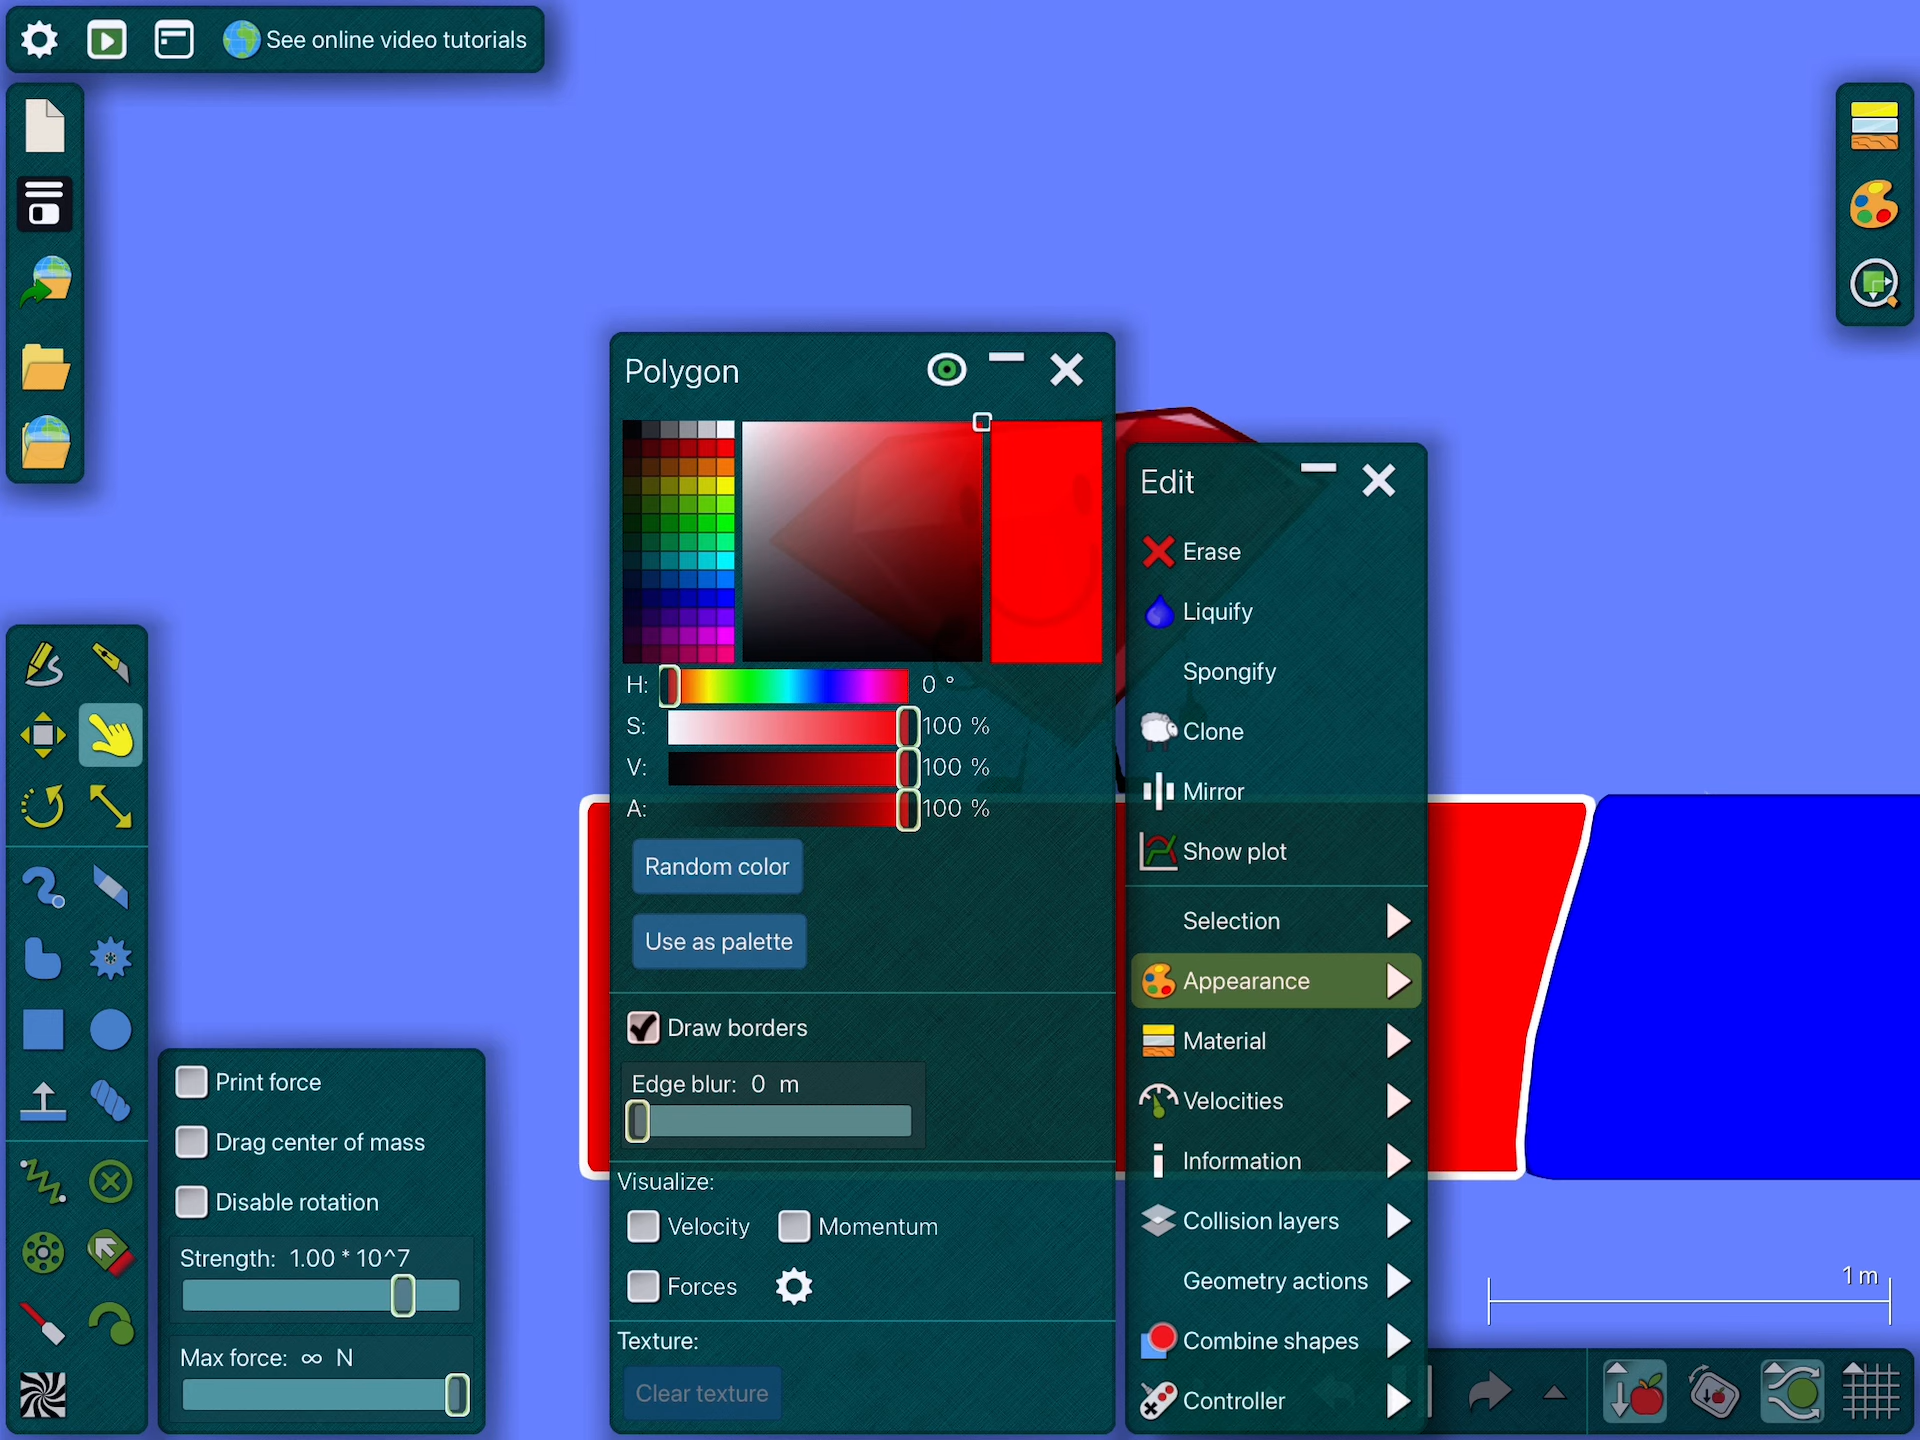 See online video tutorials
Polygon
H: 0 °
S: 100 %
V: 100 %
A: 100 %
Random color
Use as palette
Draw borders
Edge blur: 0 m
Visualize:
Velocity Momentum
Forces
Texture:
Clear texture
Edit
Erase
Liquify
Spongify
Clone
Mirror
Show plot
Selection
Appearance
Material
Velocities
Information
Collision layers
Geometry actions
Combine shapes
Controller
Print force
Drag center of mass
Disable rotation
Strength: 1.00 * 10^7
Max force: ∞ N
1 m